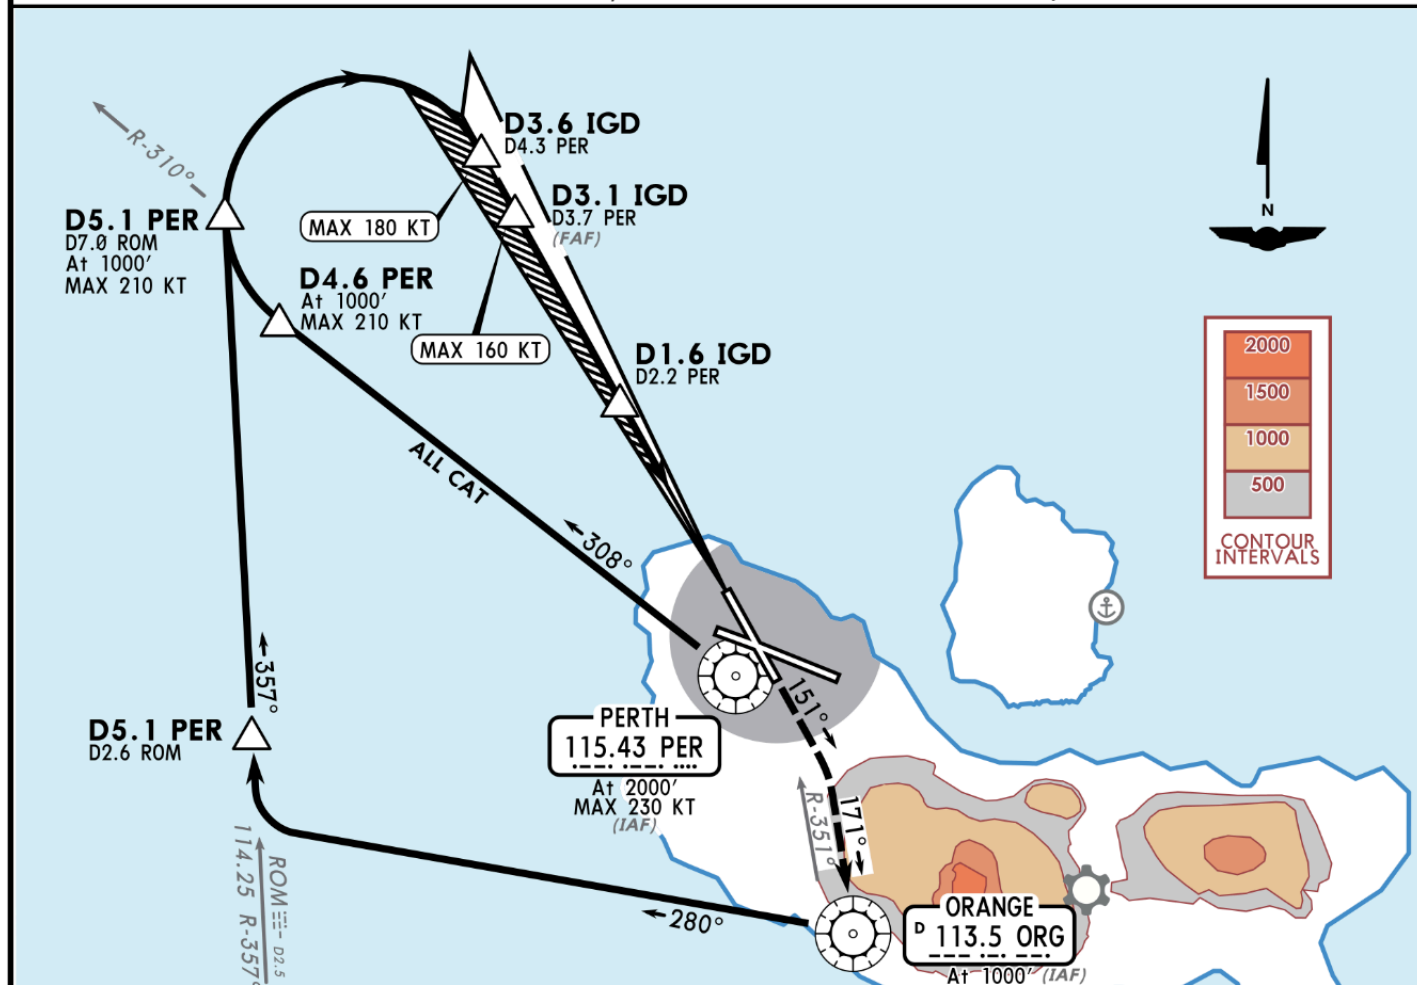 D3.6 IGD
D4.3 PER
R-310°
D3.1 IGD
D3.7 PER
(FAF)
MAX 180 KT
D5.1 PER
D7.0 ROM
At 1000'
MAX 210 KT
N
D4.6 PER
At 1000'
MAX 210 KT
MAX 160 KT
D1.6 IGD
D2.2 PER
2000
1500
1000
500
CONTOUR
INTERVALS
ALL CAT
308°
357°
D5.1 PER
D2.6 ROM
151°
PERTH
115.43 PER
At 2000'
MAX 230 KT
(IAF)
R-351°
171°
ROM D2.5
114.25 R-357°
280°
ORANGE
D 113.5 ORG
At 1000' (IAF)